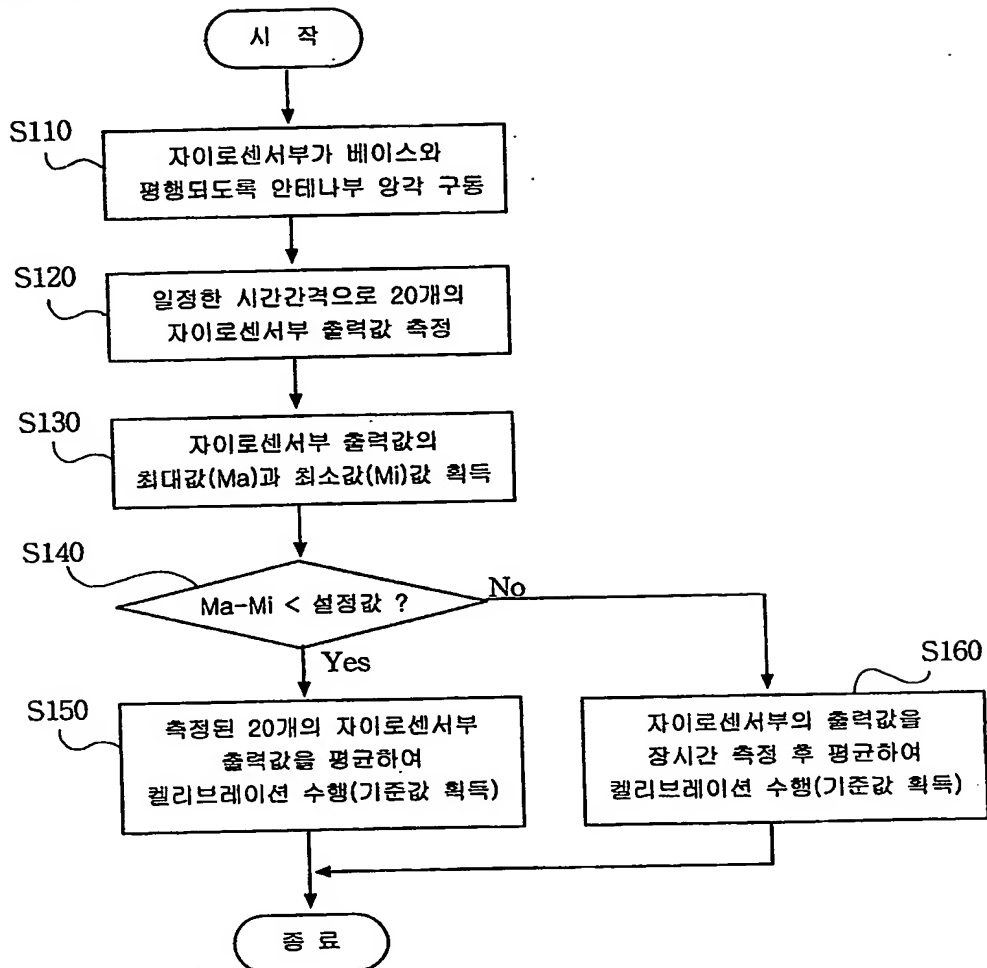 시 작
S110
자이로센서부가 베이스와
평행되도록 안테나부 앙각 구동
S120
일정한 시간간격으로 20개의
자이로센서부 출력값 측정
S130
자이로센서부 출력값의
최대값(Ma)과 최소값(Mi)값 획득
S140
Ma-Mi < 설정값 ?
No
Yes
S150
측정된 20개의 자이로센서부
출력값을 평균하여
켈리브레이션 수행(기준값 획득)
S160
자이로센서부의 출력값을
장시간 측정 후 평균하여
켈리브레이션 수행(기준값 획득)
종 료